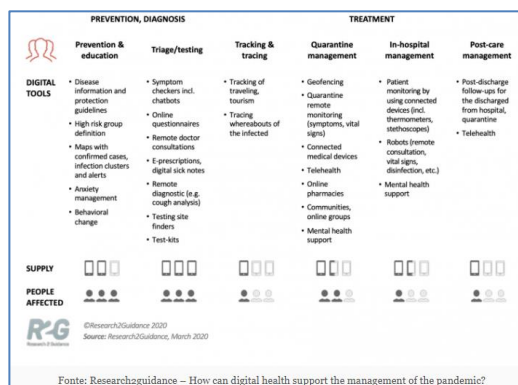 PREVENTION, DIAGNOSIS
TREATMENT
Prevention &
education
Triage/testing
Tracking &
tracing
Quarantine
management
In-hospital
management
Post-care
management
DIGITAL
TOOLS
• Disease
information and
protection
guidelines
• High risk group
definition
• Maps with
confirmed cases,
infection clusters
and alerts
• Anxiety
management
• Behavioral
change
• Symptom
checkers incl.
chatbots
• Online
questionnaires
• Remote doctor
consultations
• E-prescriptions,
digital sick notes
• Remote
diagnostic (e.g.
cough analysis)
• Testing site
finders
• Test-kits
• Tracking of
traveling,
tourism
• Tracing
whereabouts of
the infected
• Geofencing
• Quarantine
remote
monitoring
(symptoms, vital
signs)
• Connected
medical devices
• Telehealth
• Online
pharmacies
• Communities,
online groups
• Mental health
support
• Patient
monitoring by
using connected
devices (incl.
thermometers,
stethoscopes)
• Robots (remote
consultation,
vital signs,
disinfection, etc.)
• Mental health
support
• Post-discharge
follow-ups for the
discharged
from hospital,
quarantine
• Telehealth
SUPPLY
PEOPLE
AFFECTED
R2G
Research2Guidance
©Research2Guidance 2020
Source: Research2Guidance, March 2020
Fonte: Research2guidance – How can digital health support the management of the pandemic?